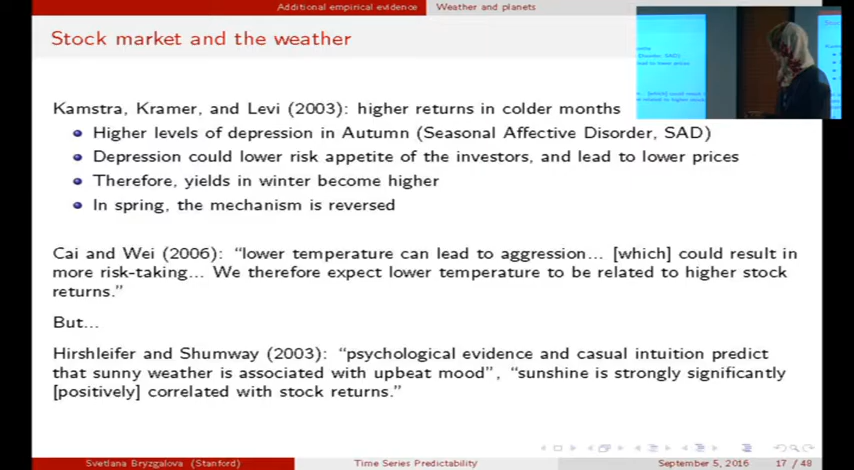 Additional empirical evidence Weather and planets
Stock market and the weather
Kamstra, Kramer, and Levi (2003): higher returns in colder months
Higher levels of depression in Autumn (Seasonal Affective Disorder, SAD)
Depression could lower risk appetite of the investors, and lead to lower prices
Therefore, yields in winter become higher
In spring, the mechanism is reversed
Cai and Wei (2006): “lower temperature can lead to aggression... [which] could result in
more risk-taking... We therefore expect lower temperature to be related to higher stock
returns.”
But...
Hirshleifer and Shumway (2003): “psychological evidence and casual intuition predict
that sunny weather is associated with upbeat mood”, “sunshine is strongly significantly
[positively] correlated with stock returns.”
Svetlana Bryzgalova (Stanford) Time Series Predictability September 5, 2016 17 / 48